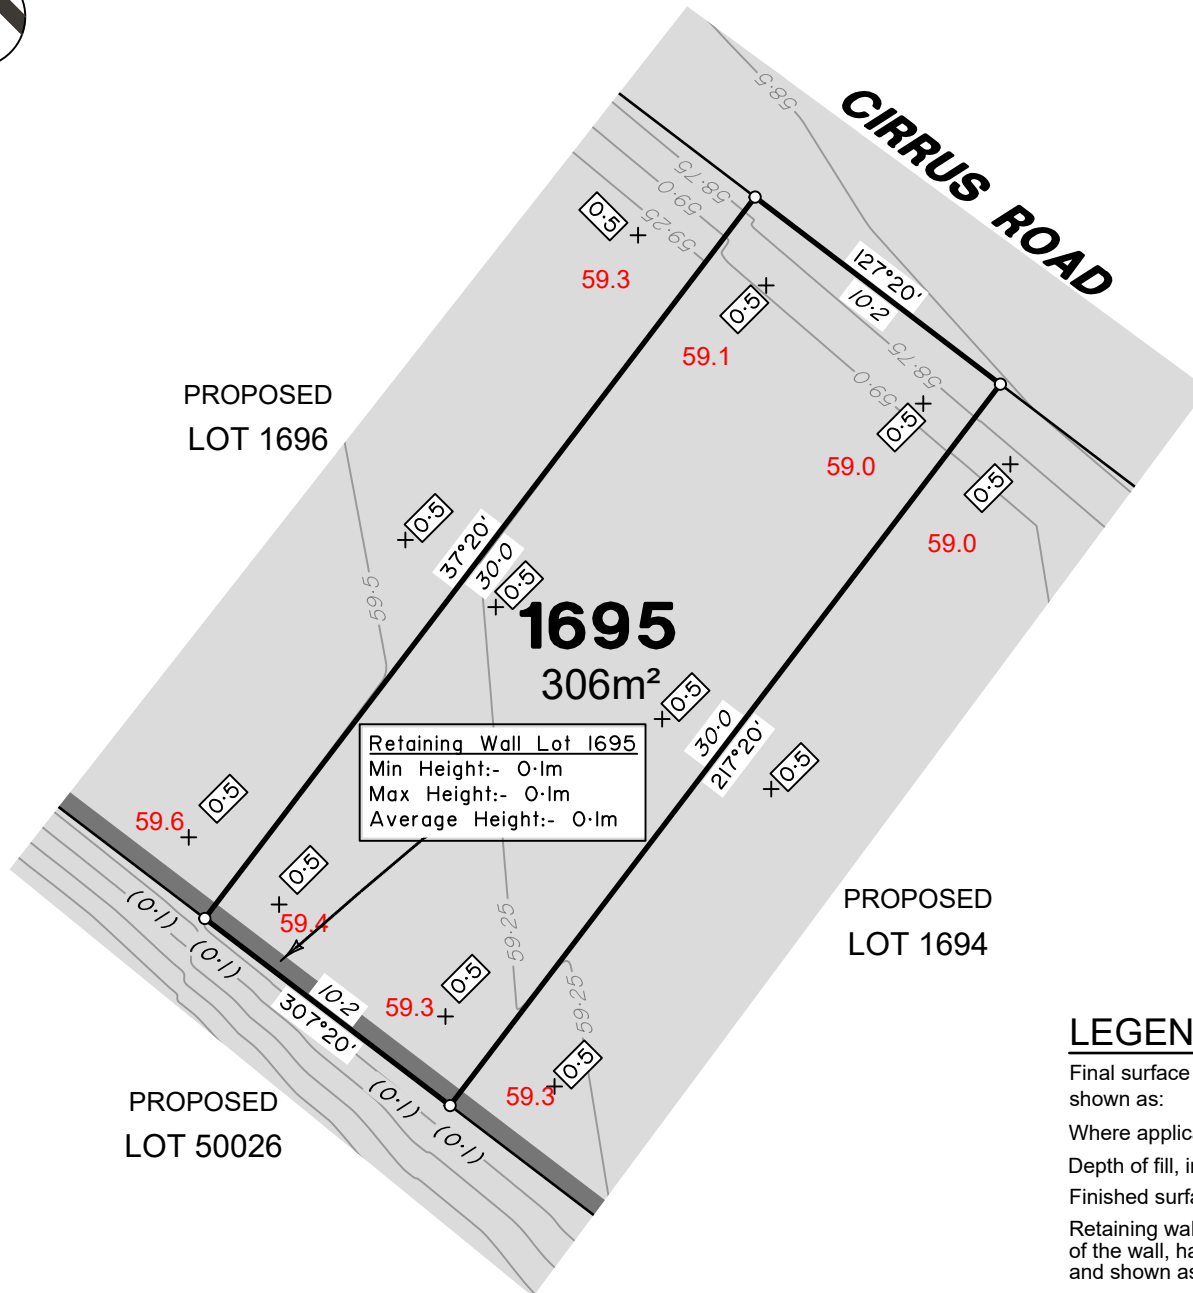 58·5
CIRRUS ROAD
58·75
59·0
59·25
0·5
59.3
127°20'
10·2
0·5
59.1
58·75
59·0
0·5
59.0
0·5
59.0
PROPOSED
LOT 1696
0·5
37°20'
30·0
0·5
59·5
1695
306m²
0·5
30·0
217°20'
0·5
Retaining Wall Lot 1695
Min Height:- 0·1m
Max Height:- 0·1m
Average Height:- 0·1m
0·5
59.6
0·5
59.4
(0·1)
(0·1)
59·25
0·5
59.3
10·2
307°20'
59·25
0·5
59.3
(0·1)
(0·1)
PROPOSED
LOT 1694
PROPOSED
LOT 50026
LEGEN
Final surface
shown as:
Where applica
Depth of fill, in
Finished surfa
Retaining wal
of the wall, ha
and shown as